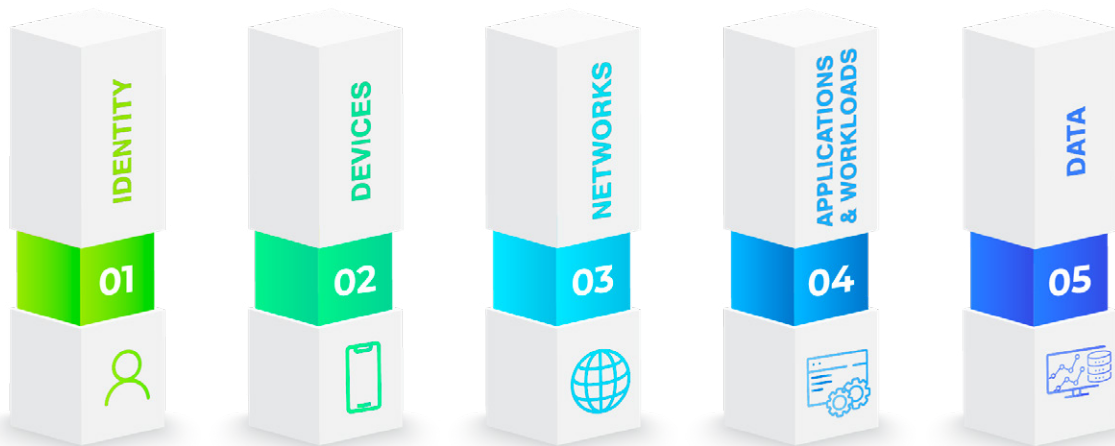 IDENTITY
01
DEVICES
02
NETWORKS
03
APPLICATIONS
& WORKLOADS
04
DATA
05